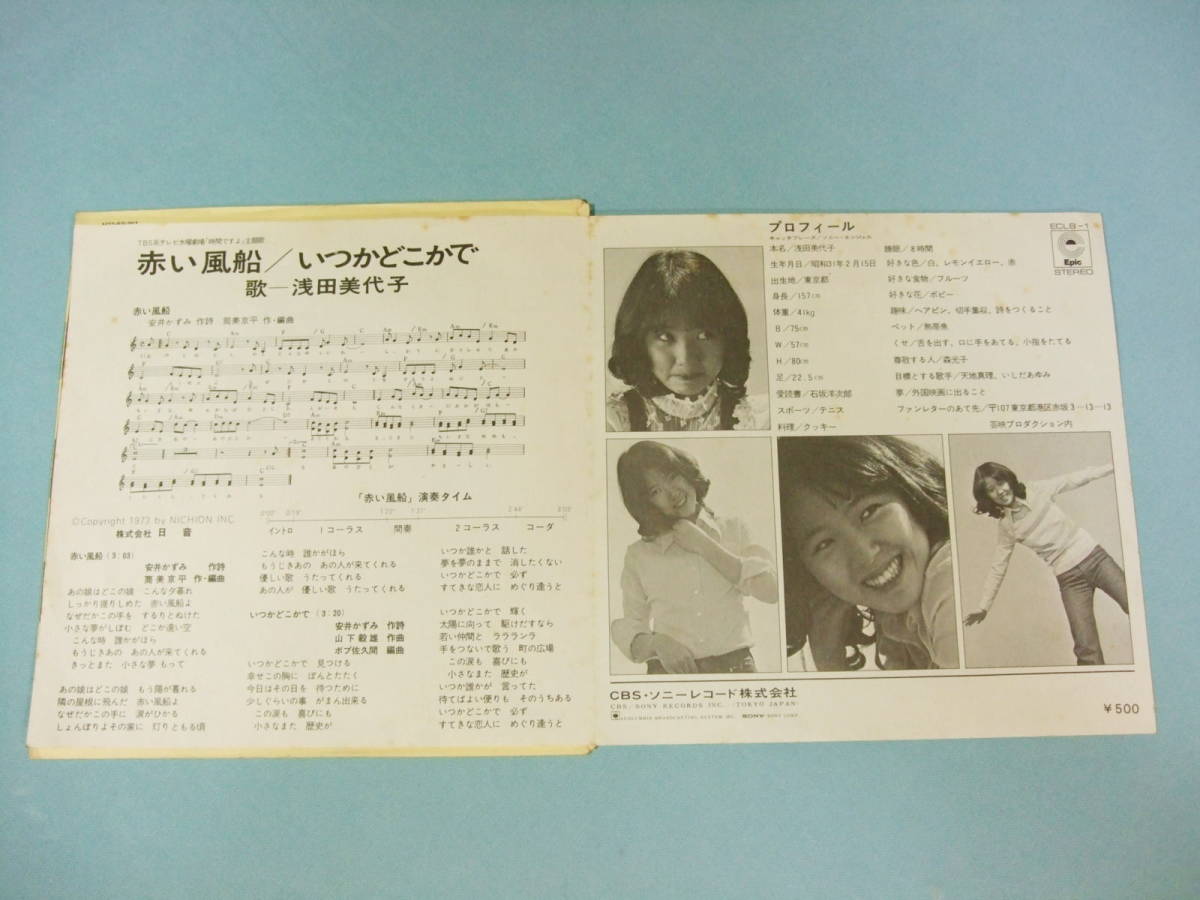 TBS系テレビ水曜劇場「時間ですよ」主題歌
赤い風船／いつかどこかで
歌—浅田美代子
赤い風船
安井かずみ 作詩 筒美京平 作・編曲
「赤い風船」演奏タイム
イントロ 1コーラス 間奏 2コーラス コーダ
©Copyright 1973 by NICHION INC.
株式会社 日 音
赤い風船（3：03）
安井かずみ 作詩
筒美京平 作・編曲
あの娘はどこの娘 こんな夕暮れ
しっかり握りしめた 赤い風船よ
なぜだかこの手を するりとぬけた
小さな夢がしぼむ どこか遠い空
こんな時 誰かがほら
もうじきあの あの人が来てくれる
きっとまた 小さな夢 もって
あの娘はどこの娘 もう陽が暮れる
隣の屋根に飛んだ 赤い風船よ
なぜだかこの手に 涙がひかる
しょんぼりよその家に 灯りともる頃
こんな時 誰かがほら
もうじきあの あの人が来てくれる
優しい歌 うたってくれる
あの人が 優しい歌 うたってくれる
いつかどこかで（3：20）
安井かずみ 作詩
山下毅雄 作曲
ボブ佐久間 編曲
いつかどこかで 見つける
幸せこの胸に ぽんとたたく
今日はその日を 待つために
少しぐらいの事 がまん出来る
この涙も 喜びにも
小さなまた 歴史が
いつか誰かと 話した
夢を夢のままで 消したくない
いつかどこかで 必ず
すてきな恋人に めぐり逢うと
いつかどこかで 輝く
太陽に向って 駆けだすなら
若い仲間と ラララララ
手をつないで歌う 町の広場
この涙も 喜びにも
小さなまた 歴史が
いつか誰かが 言ってた
待てばよい便りも そのうちある
いつかどこかで 必ず
すてきな恋人に めぐり逢うと
プロフィール
キャッチフレーズ／ソニー・エンジェル
本名／浅田美代子
生年月日／昭和31年2月15日
出生地／東京都
身長／157cm
体重／41kg
B／75cm
W／57cm
H／80cm
足／22.5cm
愛読書／石坂洋次郎
スポーツ／テニス
料理／クッキー
睡眠／8時間
好きな色／白、レモンイエロー、赤
好きな食物／フルーツ
好きな花／ポピー
趣味／ヘアピン、切手蒐収、詩をつくること
ペット／熱帯魚
くせ／舌を出す、口に手をあてる、小指をたてる
尊敬する人／森光子
目標とする歌手／天地真理、いしだあゆみ
夢／外国映画に出ること
ファンレターのあて先／〒107 東京都港区赤坂3-13-13
芸映プロダクション内
ECLB-1
Epic
STEREO
CBS・ソニーレコード株式会社
CBS/SONY RECORDS INC. (TOKYO JAPAN)
¥500